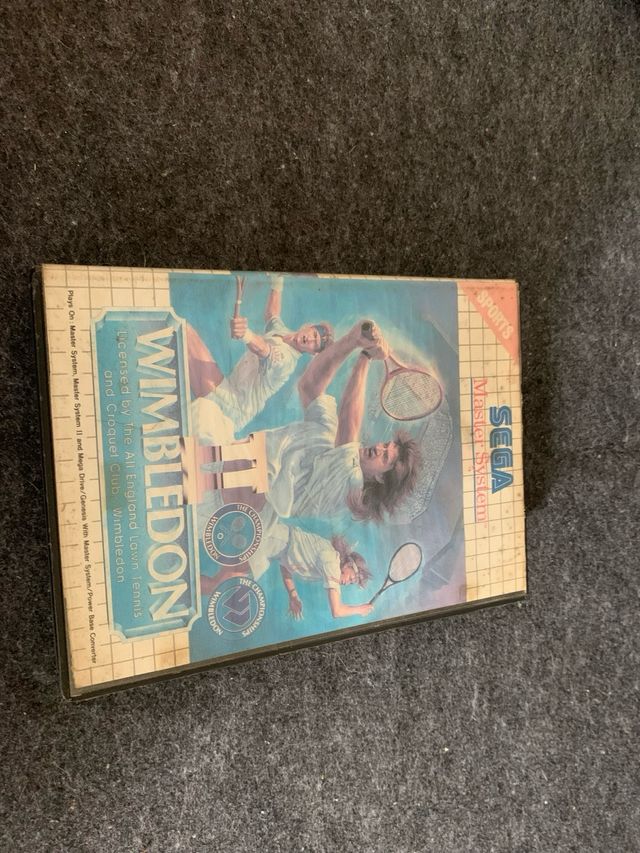 SPORTS
SEGA
Master System
THE CHAMPIONSHIPS
WIMBLEDON
THE CHAMPIONSHIPS
WIMBLEDON
WIMBLEDON
Licensed by The All England Lawn Tennis
and Croquet Club, Wimbledon
Plays On: Master System, Master System II and Mega Drive/Genesis With Master System/Power Base Converter